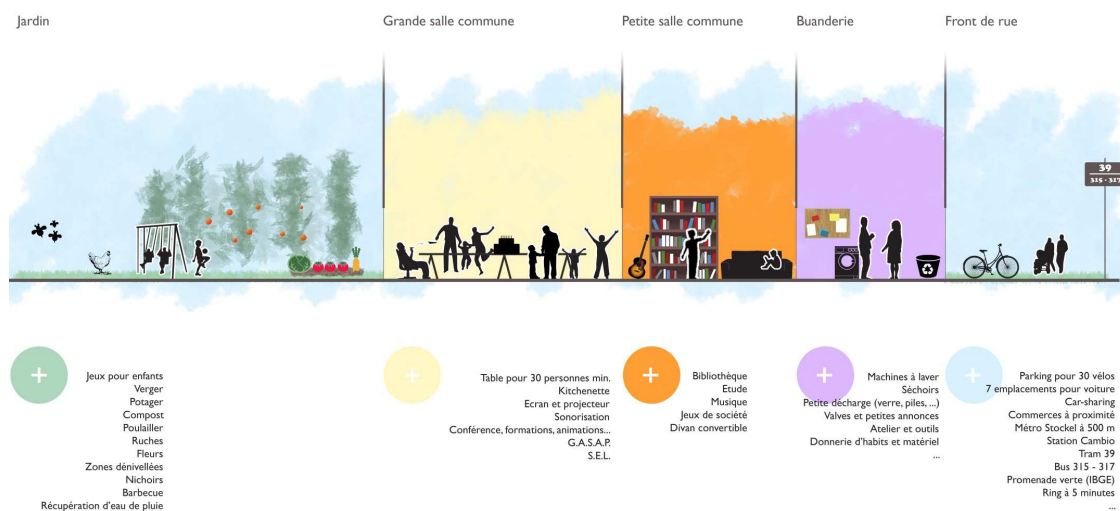 Jardin
Grande salle commune
Petite salle commune
Buanderie
Front de rue
39
315 - 317
Jeux pour enfants
Verger
Potager
Compost
Poulailler
Ruches
Fleurs
Zones dénivellées
Nichoirs
Barbecue
Récupération d'eau de pluie
Table pour 30 personnes min.
Kitchenette
Ecran et projecteur
Sonorisation
Conférence, formations, animations...
G.A.S.A.P.
S.E.L.
Bibliothèque
Etude
Musique
Jeux de société
Divan convertible
Machines à laver
Séchoirs
Petite décharge (verre, piles, ...)
Valves et petites annonces
Atelier et outils
Donnerie d'habits et matériel
...
Parking pour 30 vélos
7 emplacements pour voiture
Car-sharing
Commerces à proximité
Métro Stockel à 500 m
Station Cambio
Tram 39
Bus 315 - 317
Promenade verte (IBGE)
Ring à 5 minutes
...